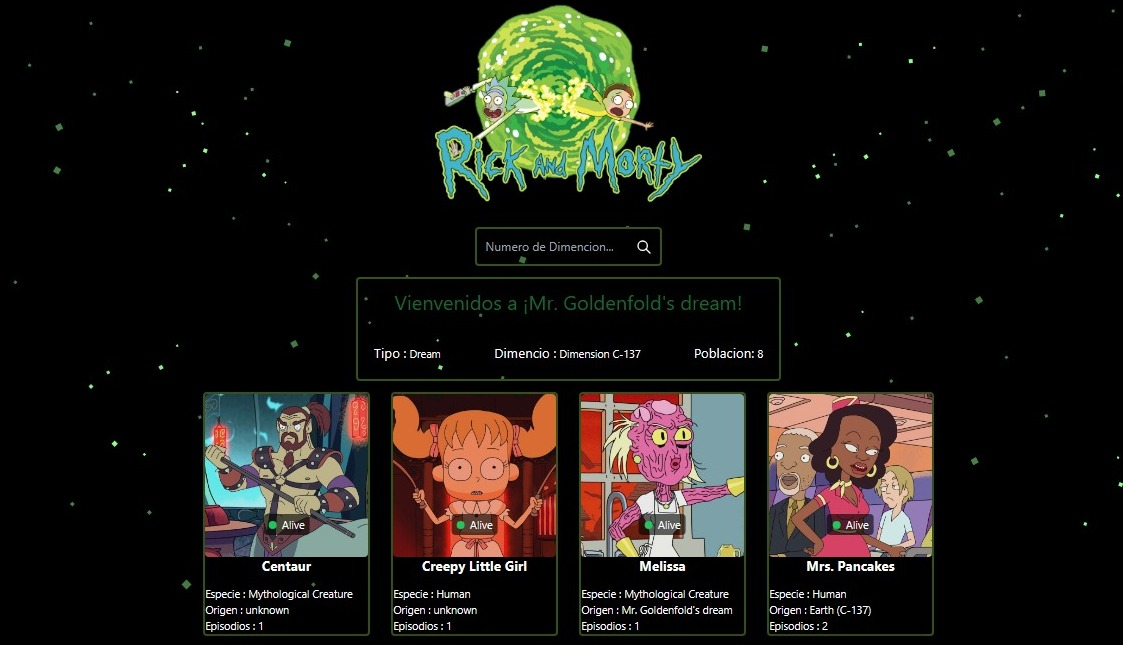 Rick and Morty
Numero de Dimencion...
Vienvenidos a ¡Mr. Goldenfold's dream!
Tipo : Dream Dimencio : Dimension C-137 Poblacion: 8
Alive
Centaur
Especie : Mythological Creature
Origen : unknown
Episodios : 1
Alive
Creepy Little Girl
Especie : Human
Origen : unknown
Episodios : 1
Alive
Melissa
Especie : Mythological Creature
Origen : Mr. Goldenfold's dream
Episodios : 1
Alive
Mrs. Pancakes
Especie : Human
Origen : Earth (C-137)
Episodios : 2